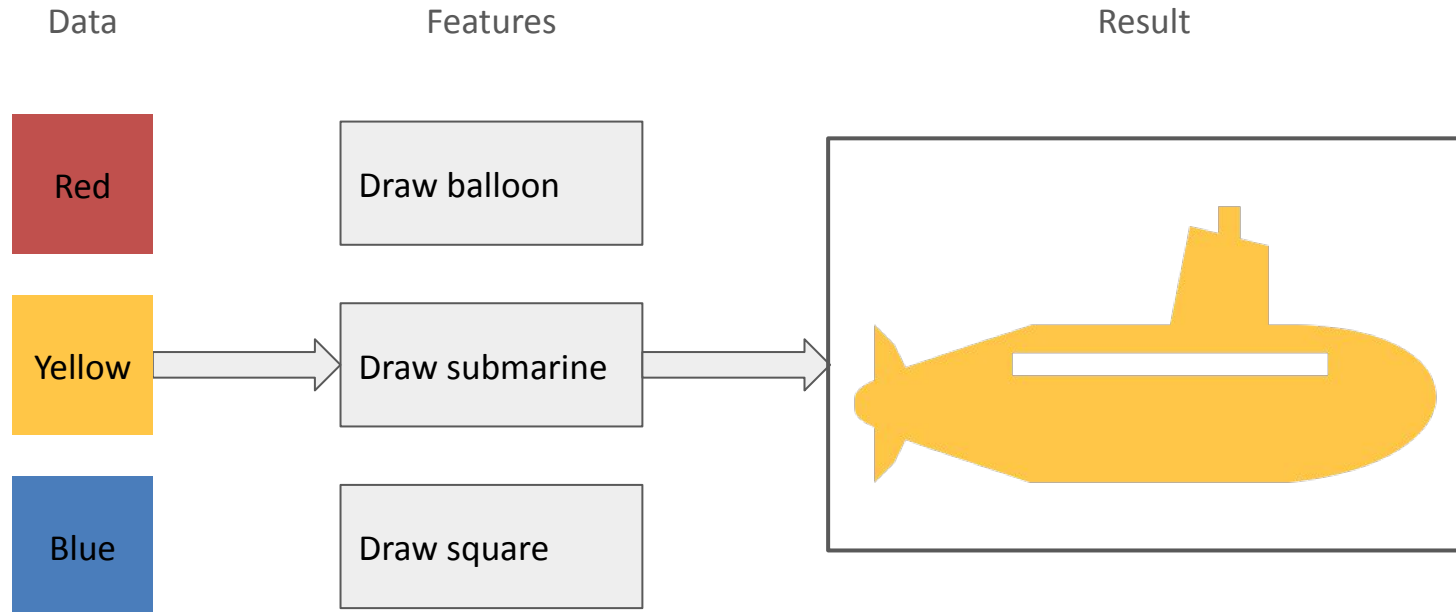 Data
Features
Result
Red
Draw balloon
Yellow
Draw submarine
Blue
Draw square